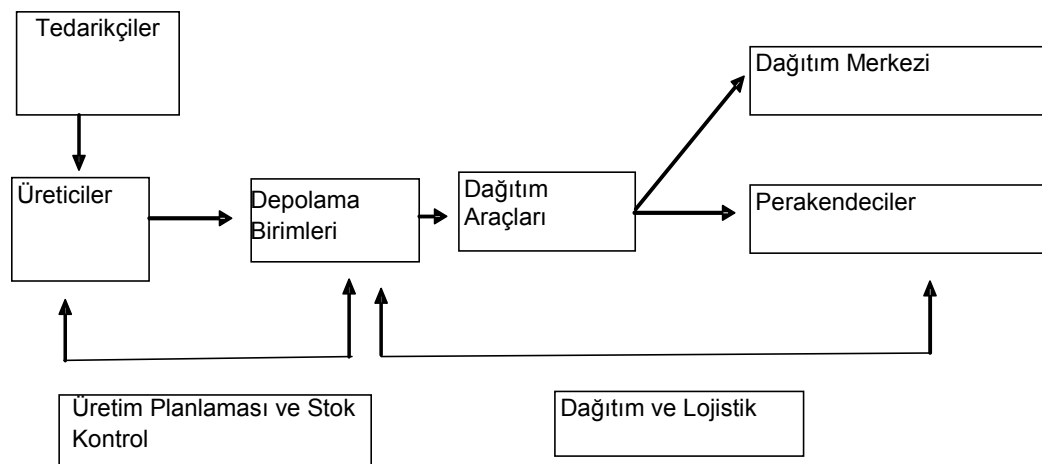 Tedarikçiler
Dağıtım Merkezi
Üreticiler
Depolama
Birimleri
Dağıtım
Araçları
Perakendeciler
Üretim Planlaması ve Stok
Kontrol
Dağıtım ve Lojistik